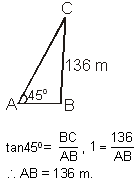 C
136 m
A 45° B
tan45° = BC/AB , 1 = 136/AB
∴ AB = 136 m.